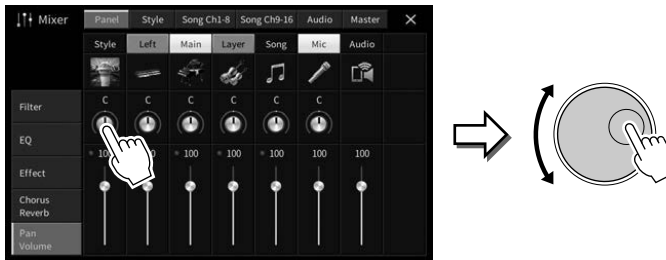 Mixer
Panel Style Song Ch1-8 Song Ch9-16 Audio Master ×
Style Left Main Layer Song Mic Audio
C C C C C C
100 100 100 100 100 100
Filter
EQ
Effect
Chorus
Reverb
Pan
Volume